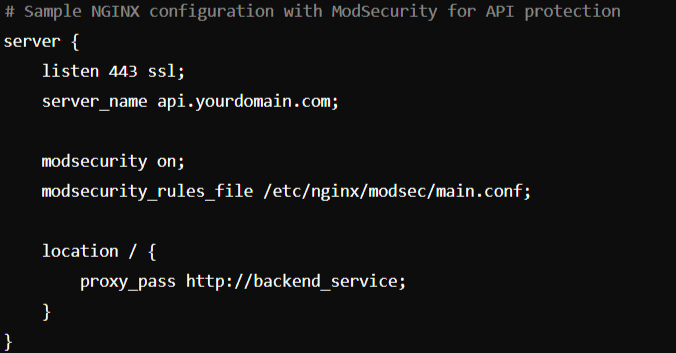 # Sample NGINX configuration with ModSecurity for API protection
server {
    listen 443 ssl;
    server_name api.yourdomain.com;

    modsecurity on;
    modsecurity_rules_file /etc/nginx/modsec/main.conf;

    location / {
        proxy_pass http://backend_service;
    }
}